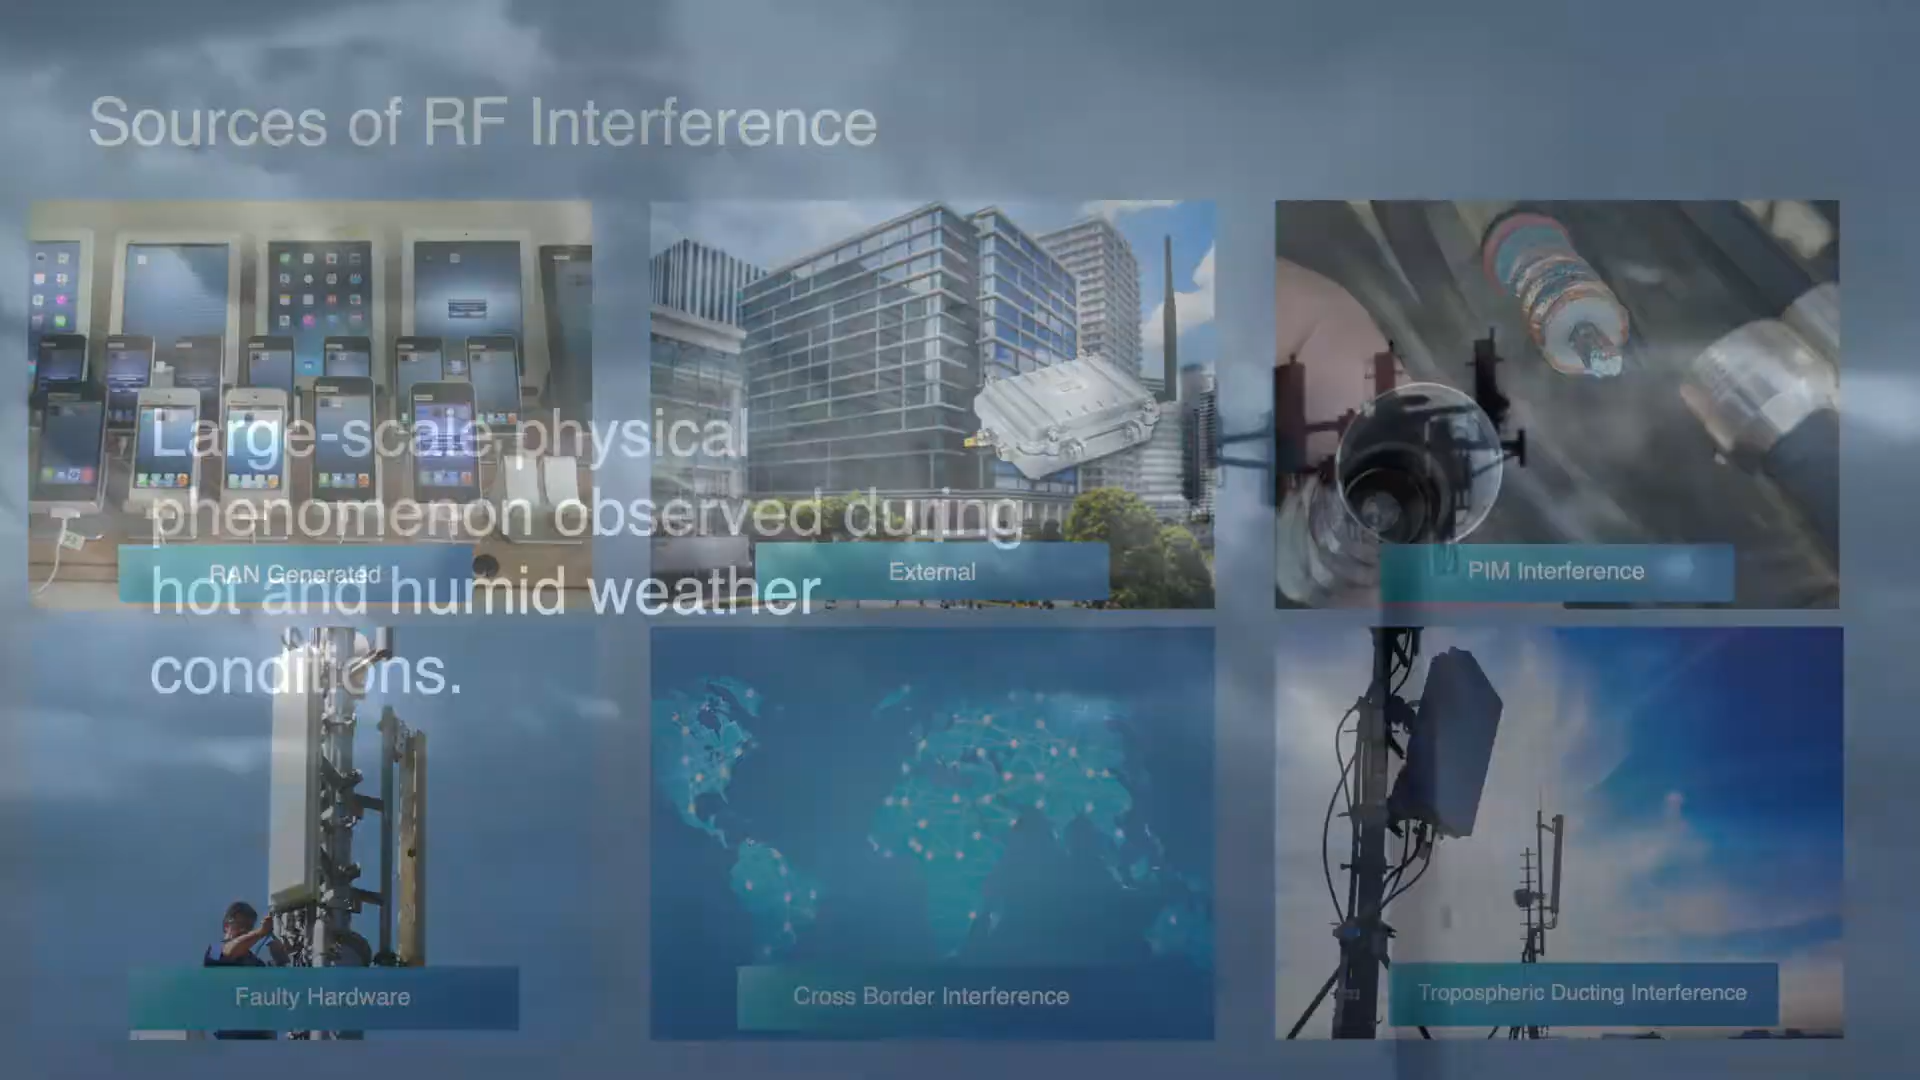 Sources of RF Interference
Large-scale physical
phenomenon observed during
hot and humid weather
conditions.
RAN Generated
External
PIM Interference
Faulty Hardware
Cross Border Interference
Tropospheric Ducting Interference